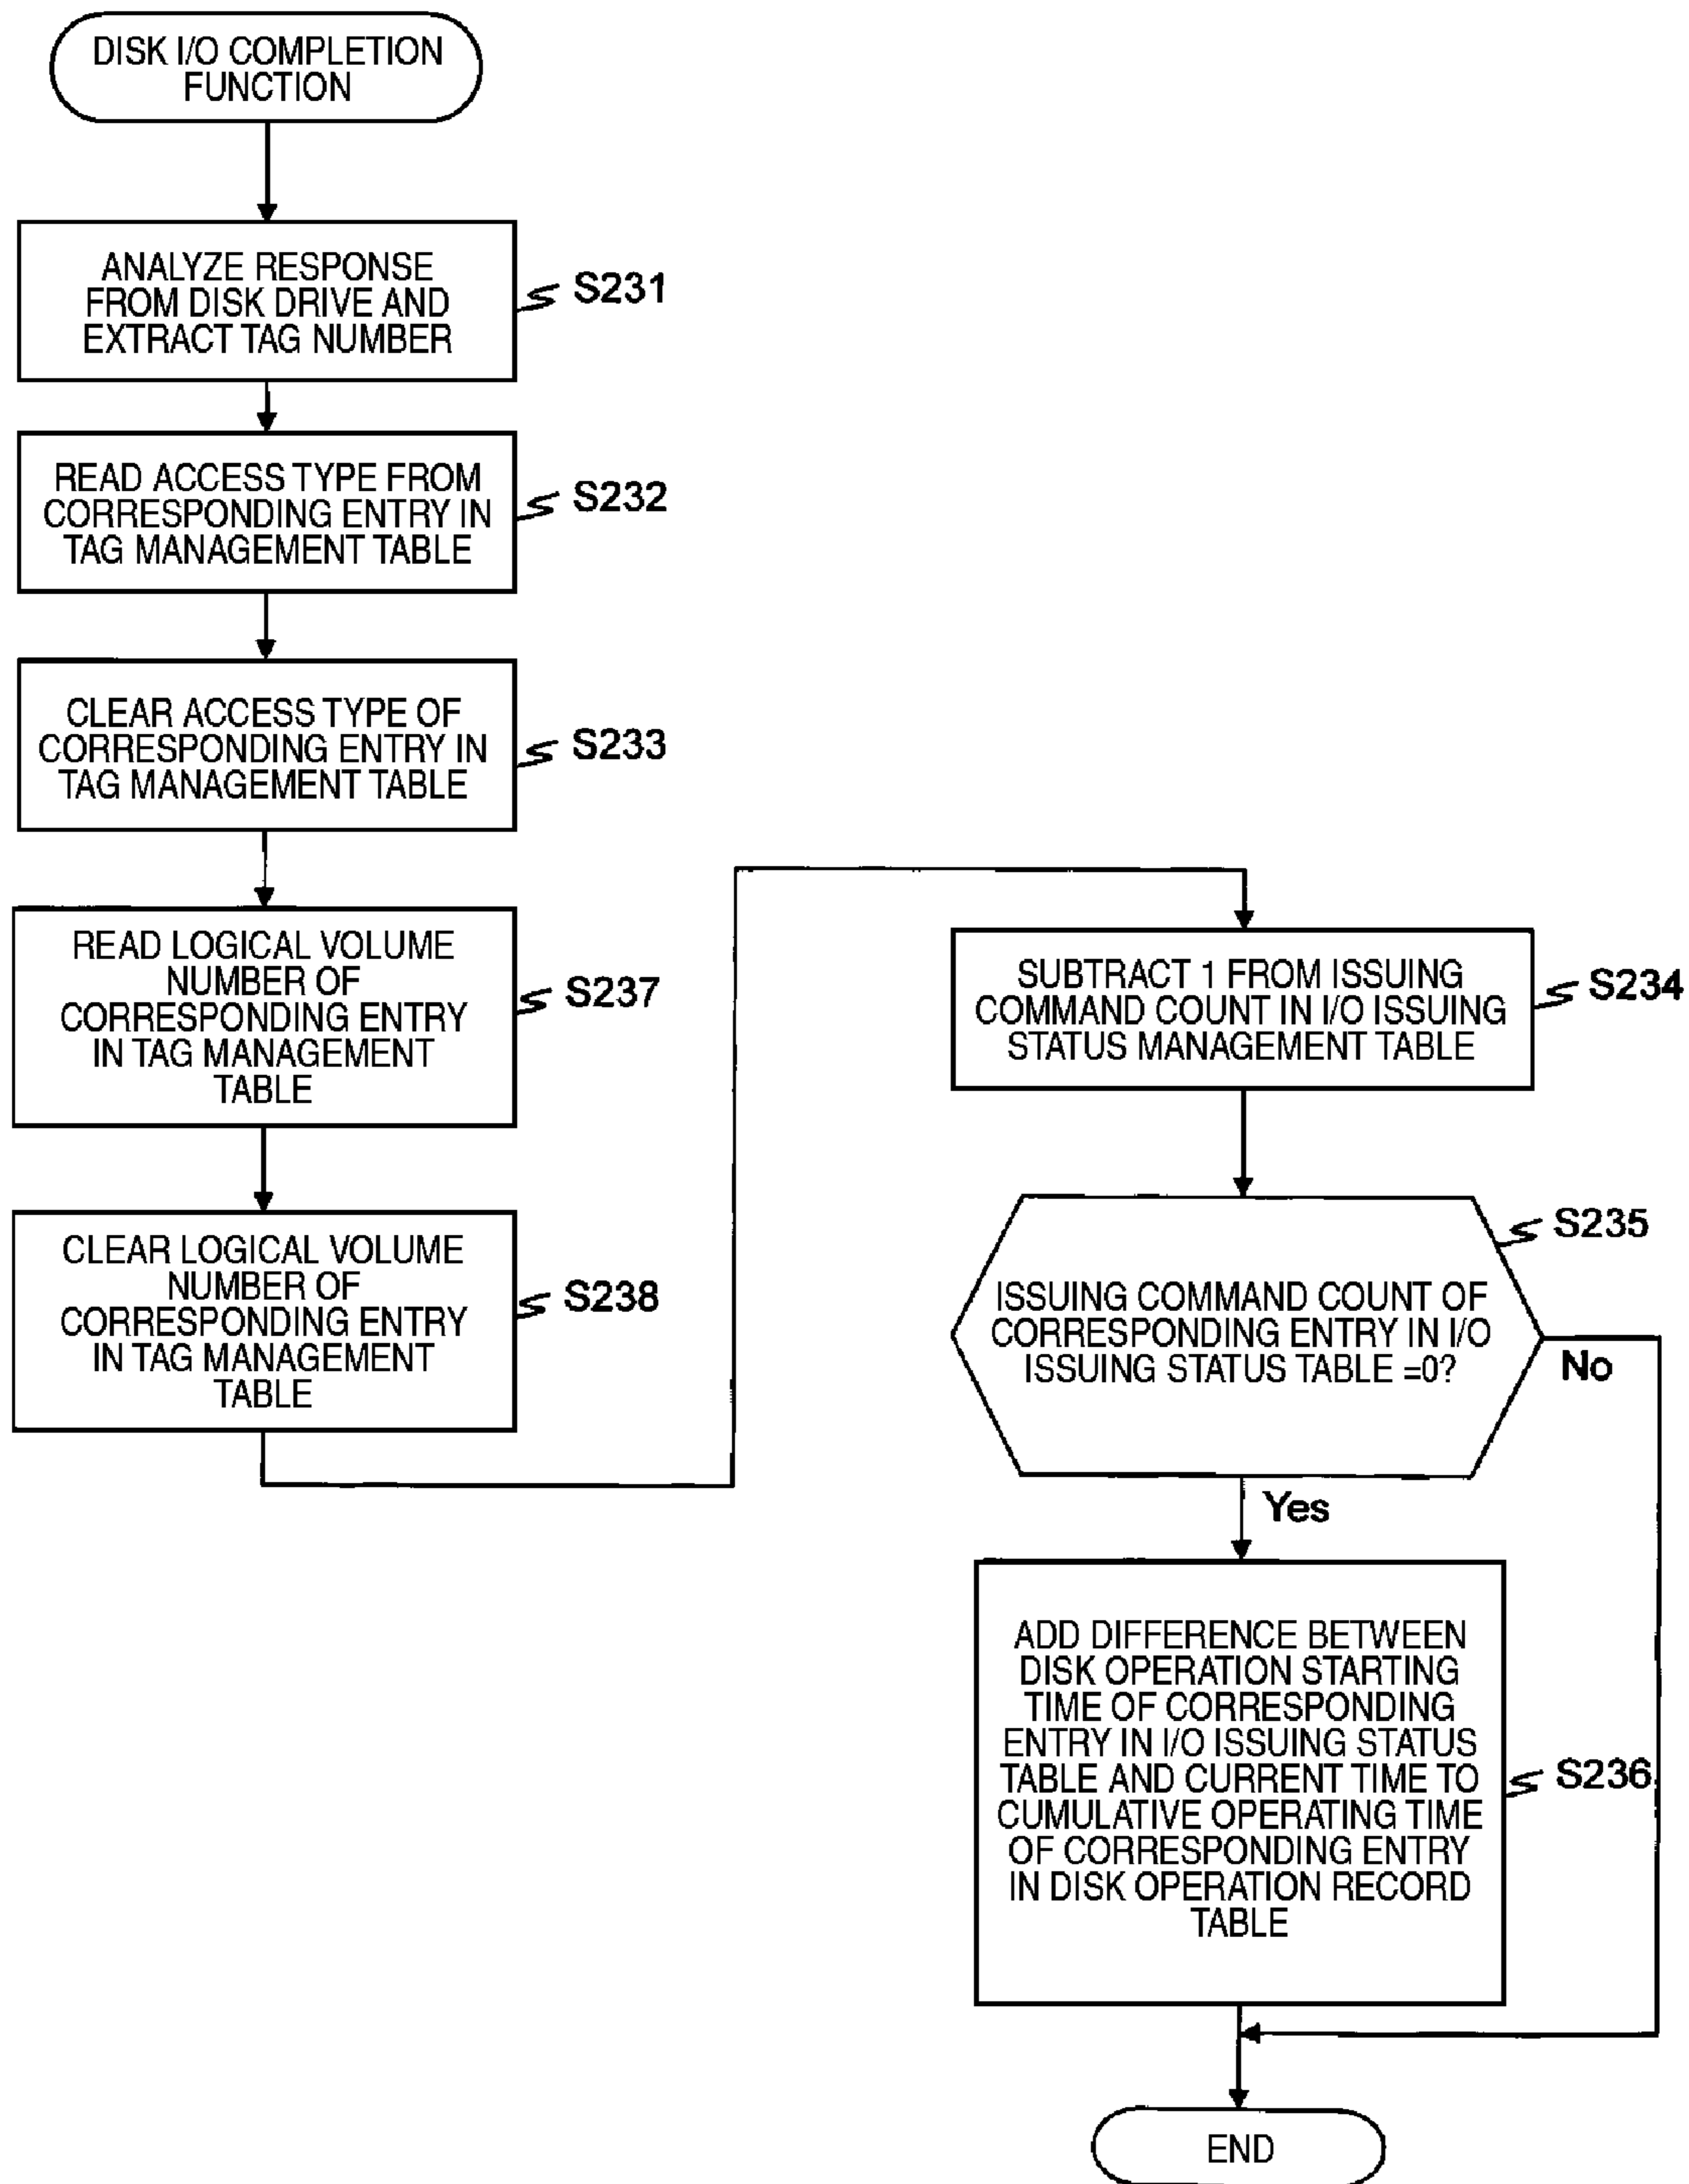 DISK I/O COMPLETION
FUNCTION
ANALYZE RESPONSE
FROM DISK DRIVE AND
EXTRACT TAG NUMBER
S231
READ ACCESS TYPE FROM
CORRESPONDING ENTRY IN
TAG MANAGEMENT TABLE
S232
CLEAR ACCESS TYPE OF
CORRESPONDING ENTRY IN
TAG MANAGEMENT TABLE
S233
READ LOGICAL VOLUME
NUMBER OF
CORRESPONDING ENTRY
IN TAG MANAGEMENT
TABLE
S237
CLEAR LOGICAL VOLUME
NUMBER OF
CORRESPONDING ENTRY
IN TAG MANAGEMENT
TABLE
S238
SUBTRACT 1 FROM ISSUING
COMMAND COUNT IN I/O ISSUING
STATUS MANAGEMENT TABLE
S234
S235
ISSUING COMMAND COUNT OF
CORRESPONDING ENTRY IN I/O
ISSUING STATUS TABLE =0?
No
Yes
ADD DIFFERENCE BETWEEN
DISK OPERATION STARTING
TIME OF CORRESPONDING
ENTRY IN I/O ISSUING STATUS
TABLE AND CURRENT TIME TO
CUMULATIVE OPERATING TIME
OF CORRESPONDING ENTRY
IN DISK OPERATION RECORD
TABLE
S236
END